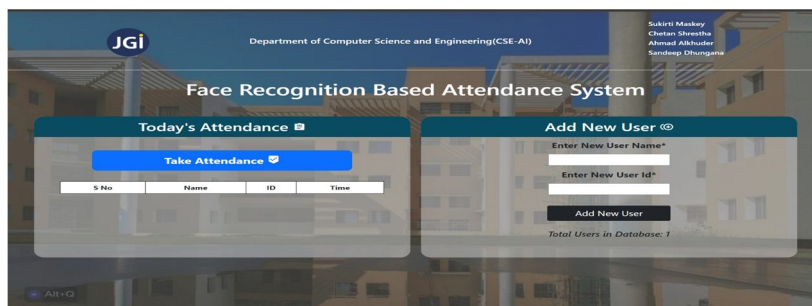 JGi
Department of Computer Science and Engineering(CSE-AI)
Sukirti Maskey
Chetan Shrestha
Ahmad Alkhuder
Sandeep Dhungana
Face Recognition Based Attendance System
Today's Attendance
Take Attendance
S No Name ID Time
Add New User
Enter New User Name*
Enter New User Id*
Add New User
Total Users in Database: 1
Alt+Q